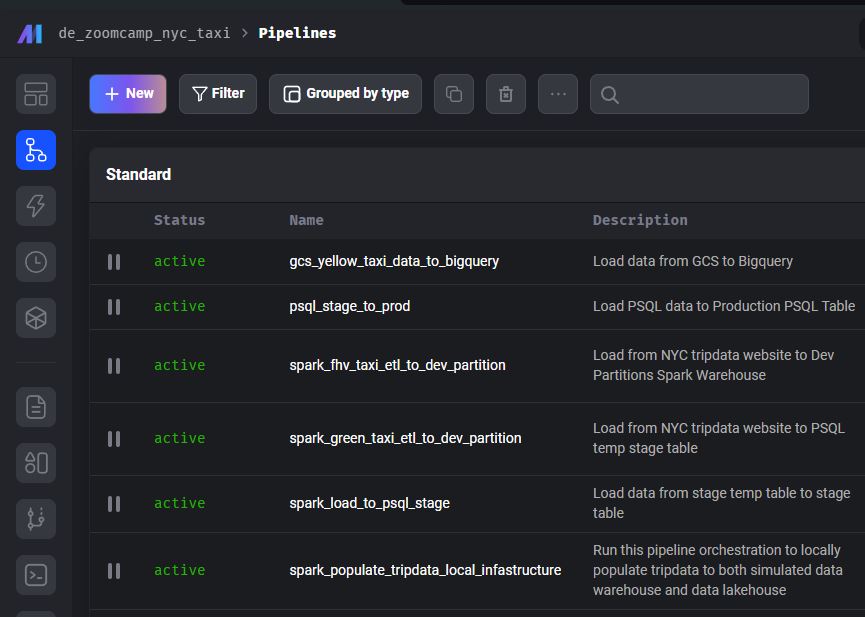 de_zoomcamp_nyc_taxi > Pipelines
+ New Filter Grouped by type ...
Standard
Status Name Description
active gcs_yellow_taxi_data_to_bigquery Load data from GCS to Bigquery
active psql_stage_to_prod Load PSQL data to Production PSQL Table
active spark_fhv_taxi_etl_to_dev_partition Load from NYC tripdata website to Dev
Partitions Spark Warehouse
active spark_green_taxi_etl_to_dev_partition Load from NYC tripdata website to PSQL
temp stage table
active spark_load_to_psql_stage Load data from stage temp table to stage
table
active spark_populate_tripdata_local_infastructure Run this pipeline orchestration to locally
populate tripdata to both simulated data
warehouse and data lakehouse